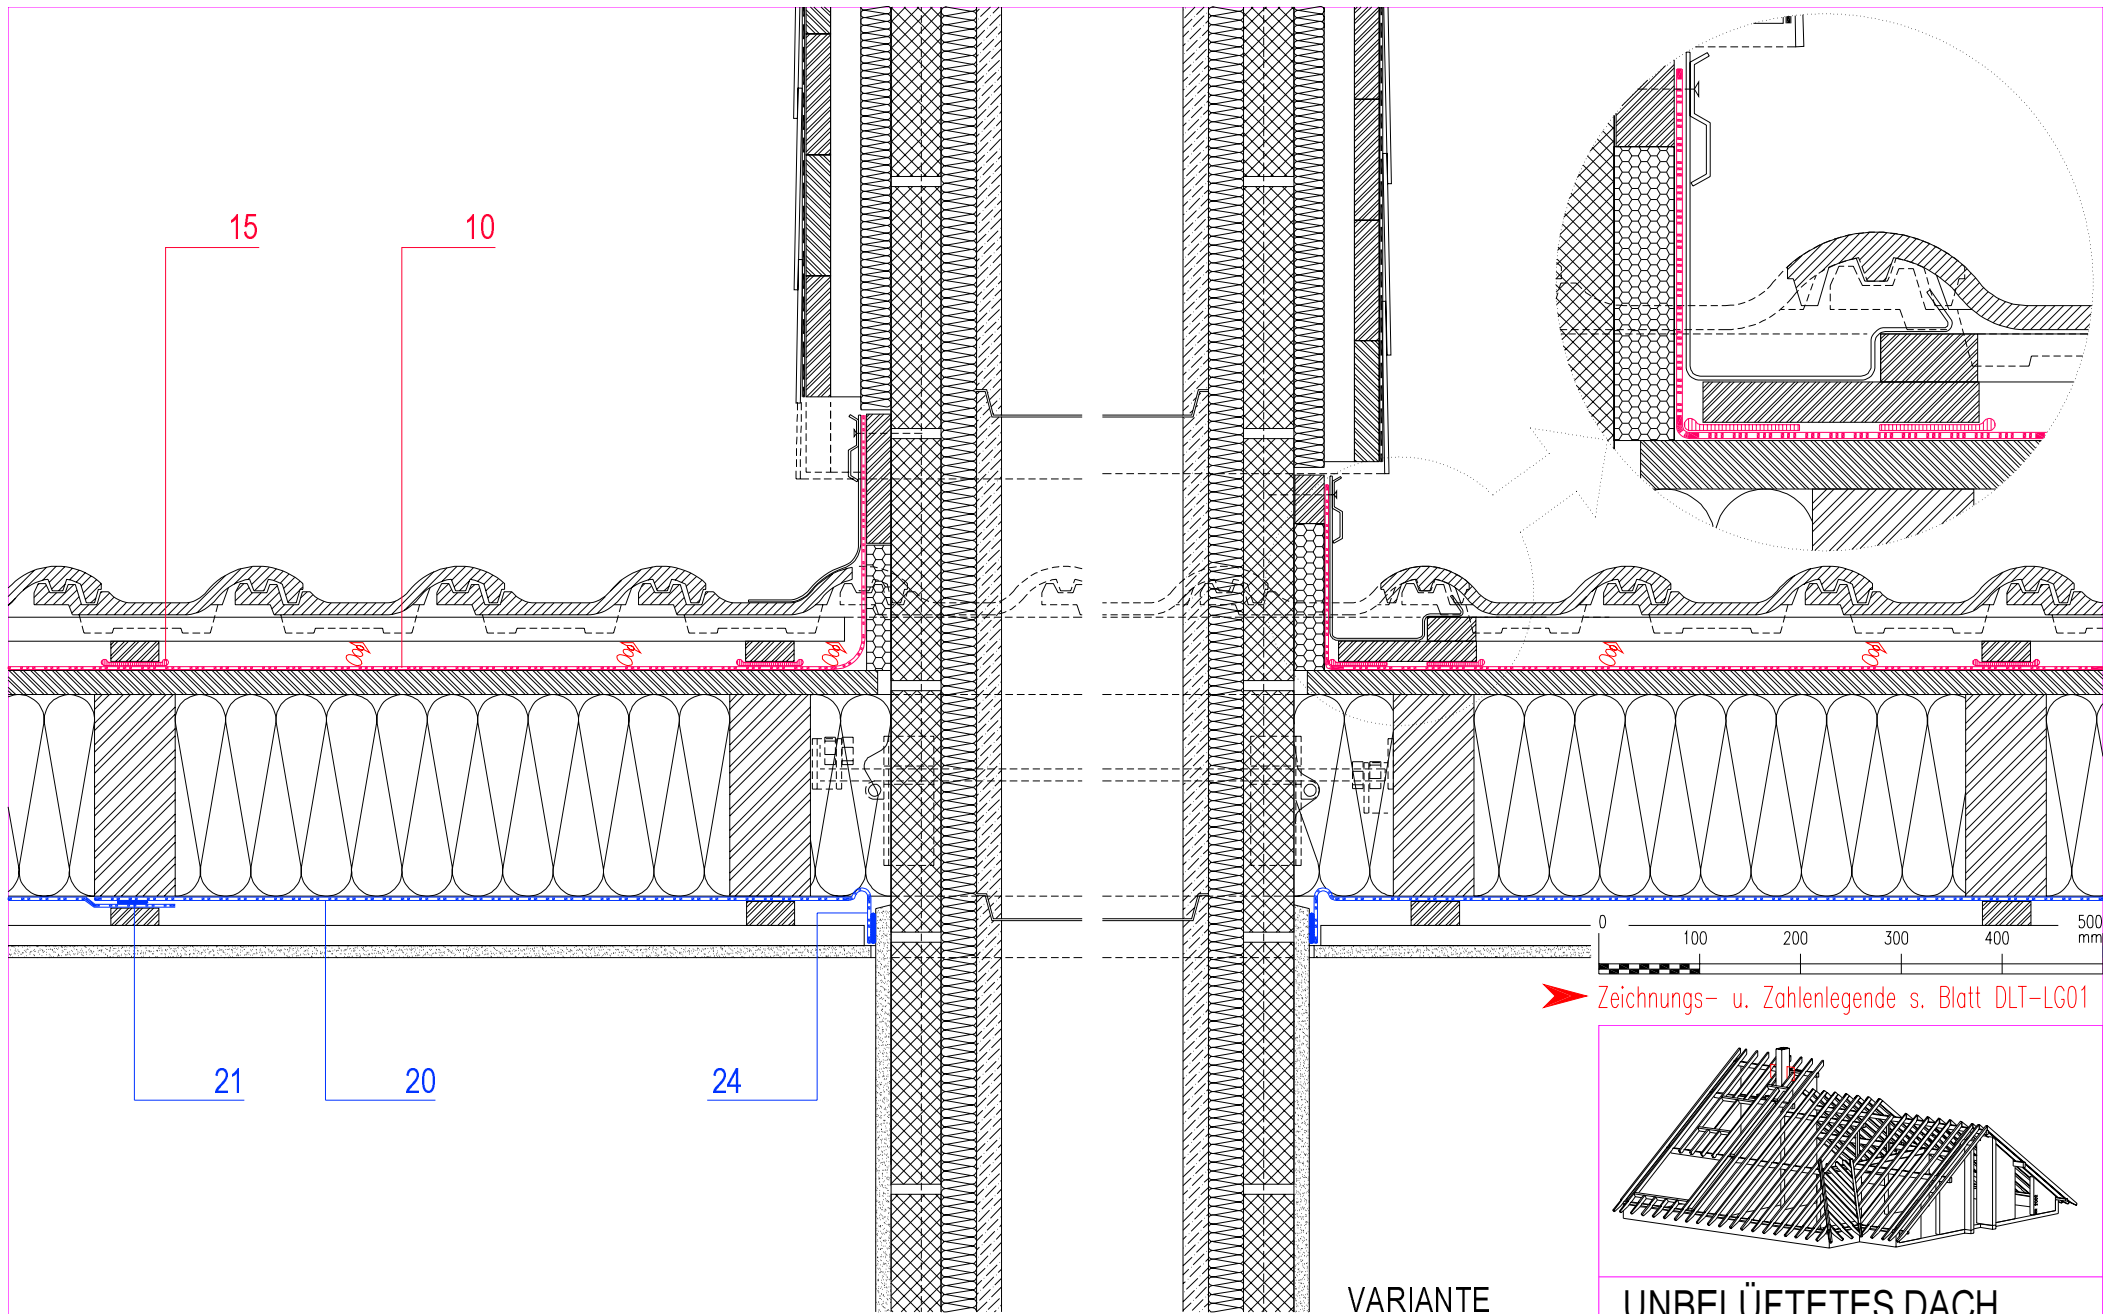 15
10
0
500
100
200
300
400
mm
Zeichnungs- u. Zahlenlegende s. Blatt DLT-LG01
21
20
24
VARIANTE
UNBELÜFTETES DACH